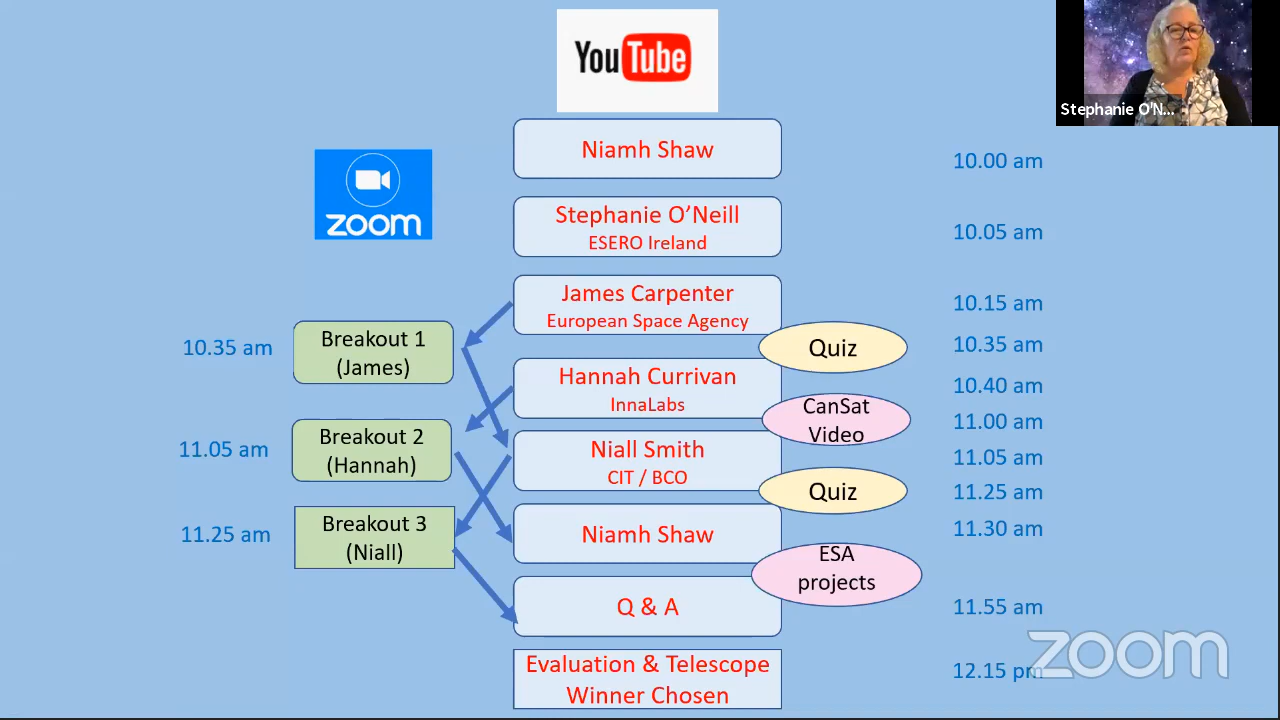 YouTube
Stephanie O'N...
Niamh Shaw
10.00 am
zoom
Stephanie O’Neill
ESERO Ireland
10.05 am
James Carpenter
European Space Agency
10.15 am
10.35 am
Breakout 1
(James)
Quiz
10.35 am
Hannah Currivan
InnaLabs
10.40 am
CanSat
Video
11.00 am
11.05 am
Breakout 2
(Hannah)
Niall Smith
CIT / BCO
11.05 am
Quiz
11.25 am
11.25 am
Breakout 3
(Niall)
Niamh Shaw
11.30 am
ESA
projects
Q & A
11.55 am
Evaluation & Telescope
Winner Chosen
12.15 pm
zoom